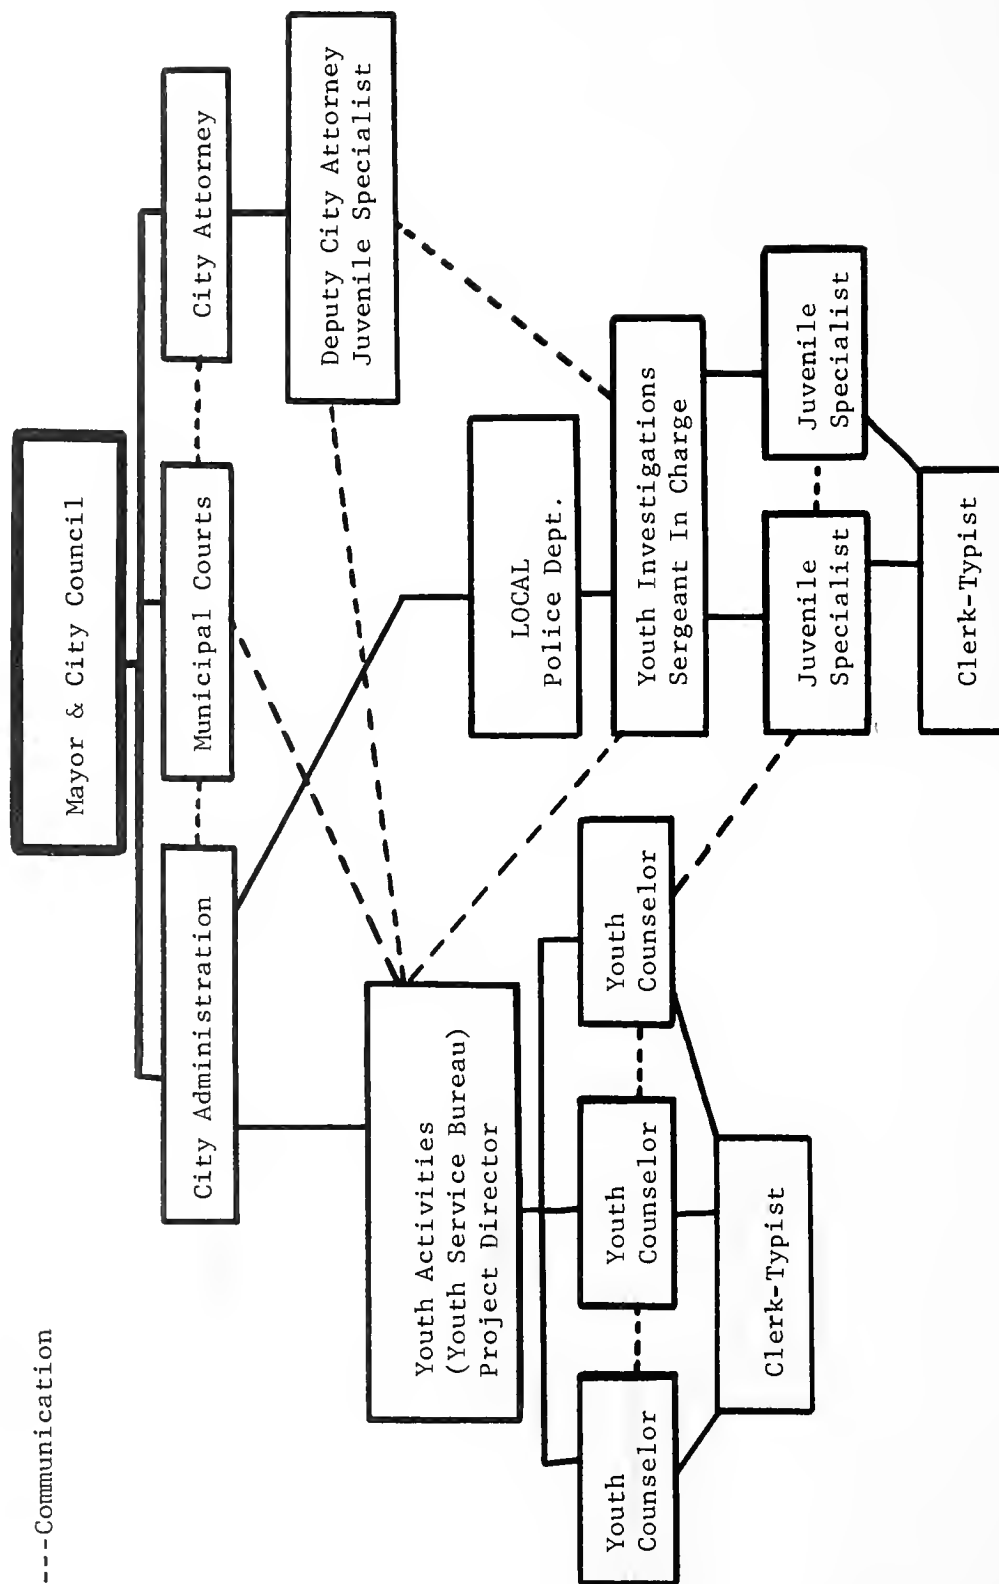 ---Communication
Mayor & City Council
City Administration
Municipal Courts
City Attorney
Deputy City Attorney
Juvenile Specialist
Youth Activities
(Youth Service Bureau)
Project Director
LOCAL
Police Dept.
Youth Investigations
Sergeant In Charge
Youth
Counselor
Youth
Counselor
Youth
Counselor
Juvenile
Specialist
Juvenile
Specialist
Clerk-Typist
Clerk-Typist